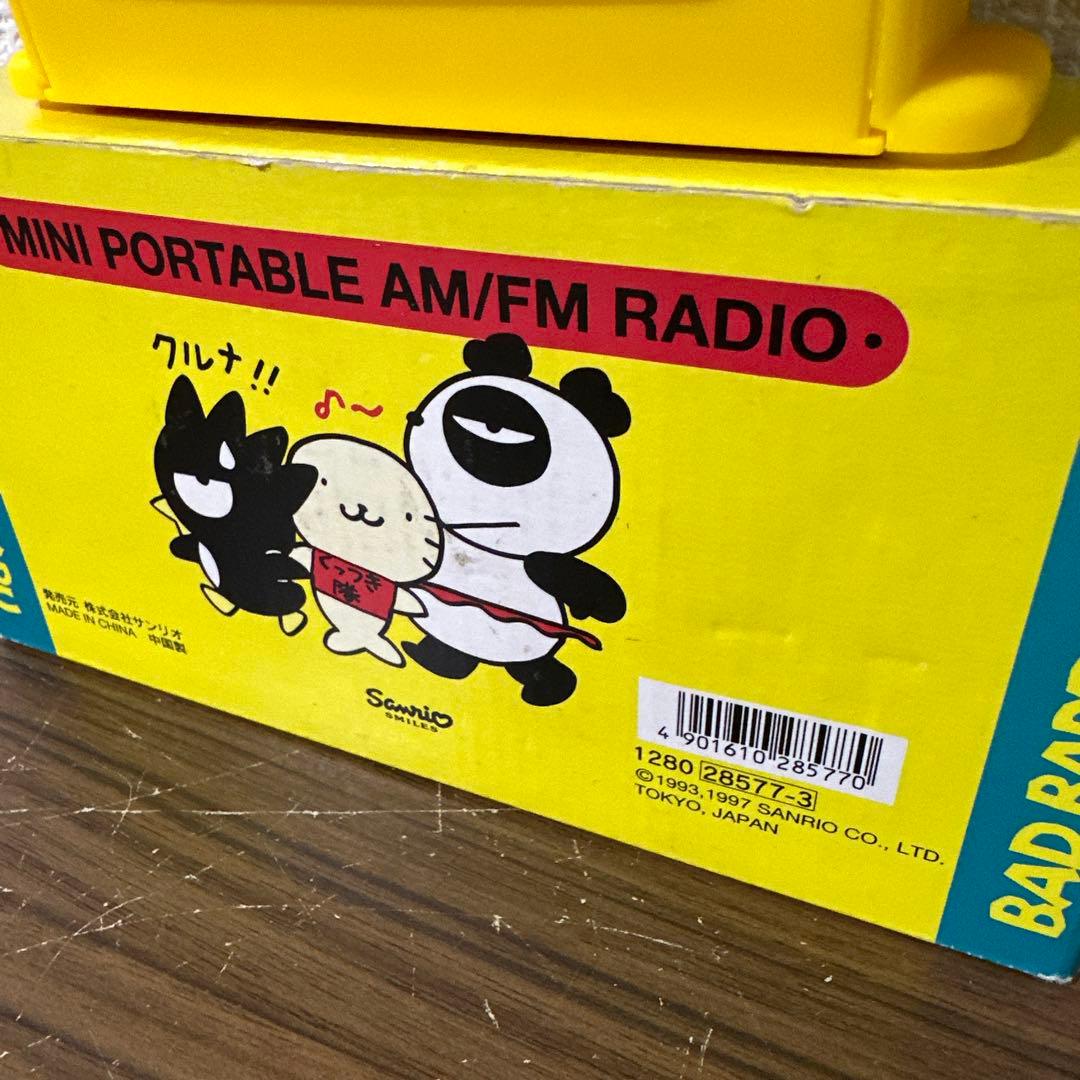 MINI PORTABLE AM/FM RADIO・
クルナ!!
くっつき
隊
発売元 株式会社サンリオ
MADE IN CHINA 中国製
Sanrio
SMILES
4 901610 285770
1280 28577-3
©1993,1997 SANRIO CO., LTD.
TOKYO, JAPAN
BAD BAD